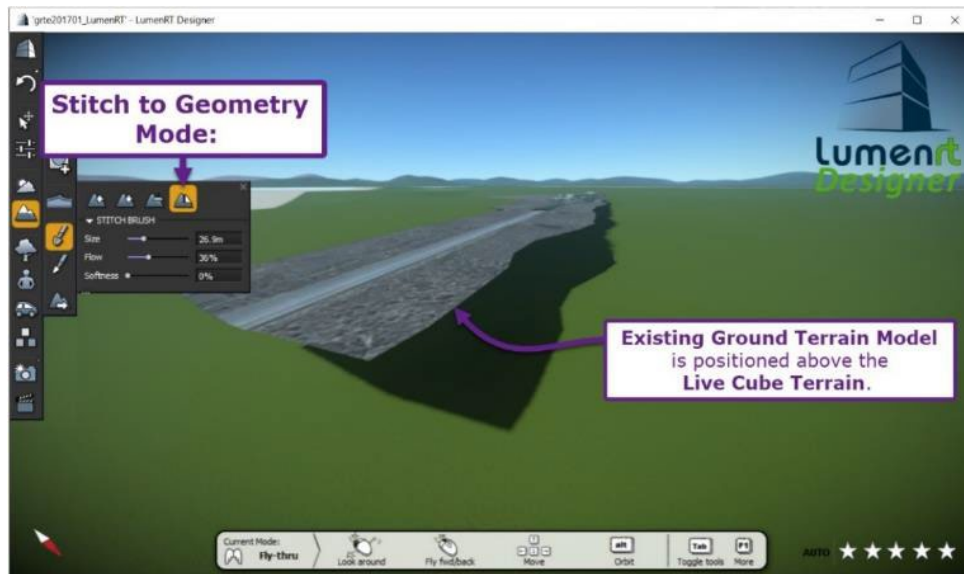 'grte201701_LumenRT' - LumenRT Designer
Stitch to Geometry
Mode:
Lumenrt
Designer
STITCH BRUSH
Size 26.9m
Flow 36%
Softness 0%
Existing Ground Terrain Model
is positioned above the
Live Cube Terrain.
Current Mode:
Fly-thru
Look around
Fly fwd/back
Move
alt
Orbit
Tab
Toggle tools
F1
More
AUTO